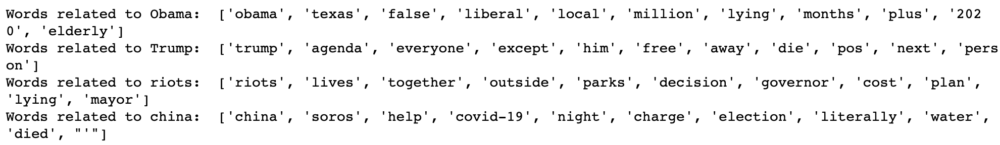 Words related to Obama:  ['obama', 'texas', 'false', 'liberal', 'local', 'million', 'lying', 'months', 'plus', '202
0', 'elderly']
Words related to Trump:  ['trump', 'agenda', 'everyone', 'except', 'him', 'free', 'away', 'die', 'pos', 'next', 'pers
on']
Words related to riots:  ['riots', 'lives', 'together', 'outside', 'parks', 'decision', 'governor', 'cost', 'plan',
'lying', 'mayor']
Words related to china:  ['china', 'soros', 'help', 'covid-19', 'night', 'charge', 'election', 'literally', 'water',
'died', "'"]